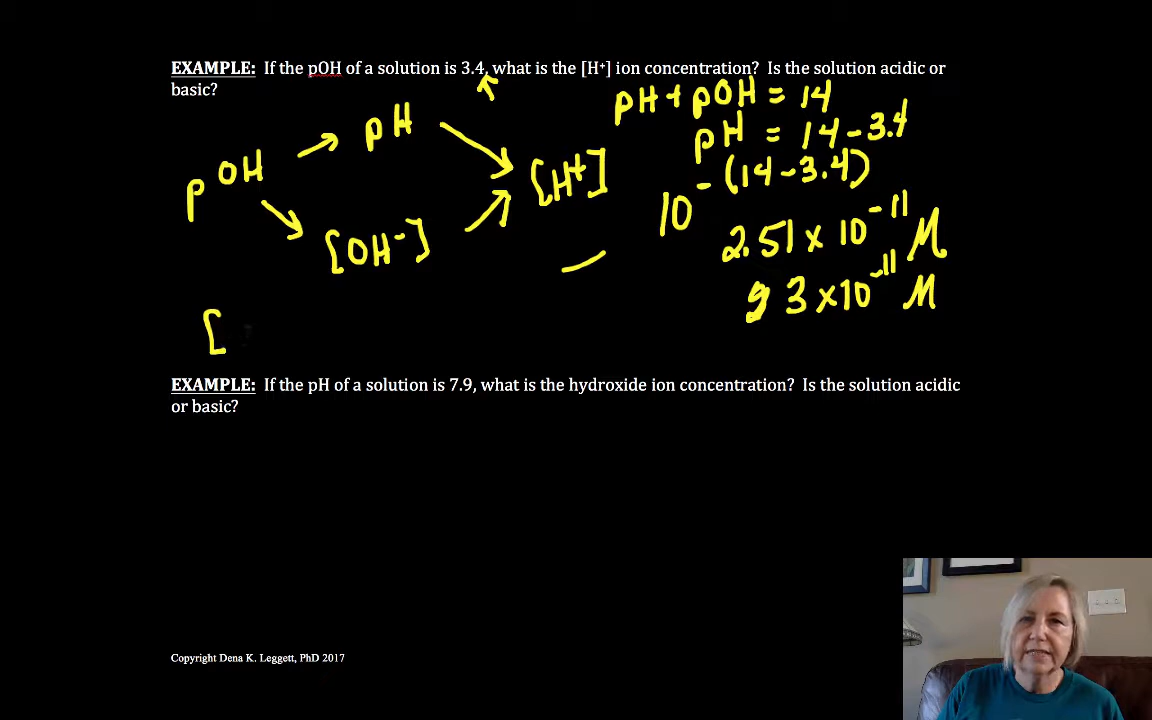 EXAMPLE: If the pOH of a solution is 3.4, what is the [H+] ion concentration? Is the solution acidic or
basic?
pH + pOH = 14
pH = 14 - 3.4
pH
pOH
[H+]
10^-(14-3.4)
[OH-]
2.51 x 10^-11 M
3 x 10^-11 M
[
EXAMPLE: If the pH of a solution is 7.9, what is the hydroxide ion concentration? Is the solution acidic
or basic?
Copyright Dena K. Leggett, PhD 2017